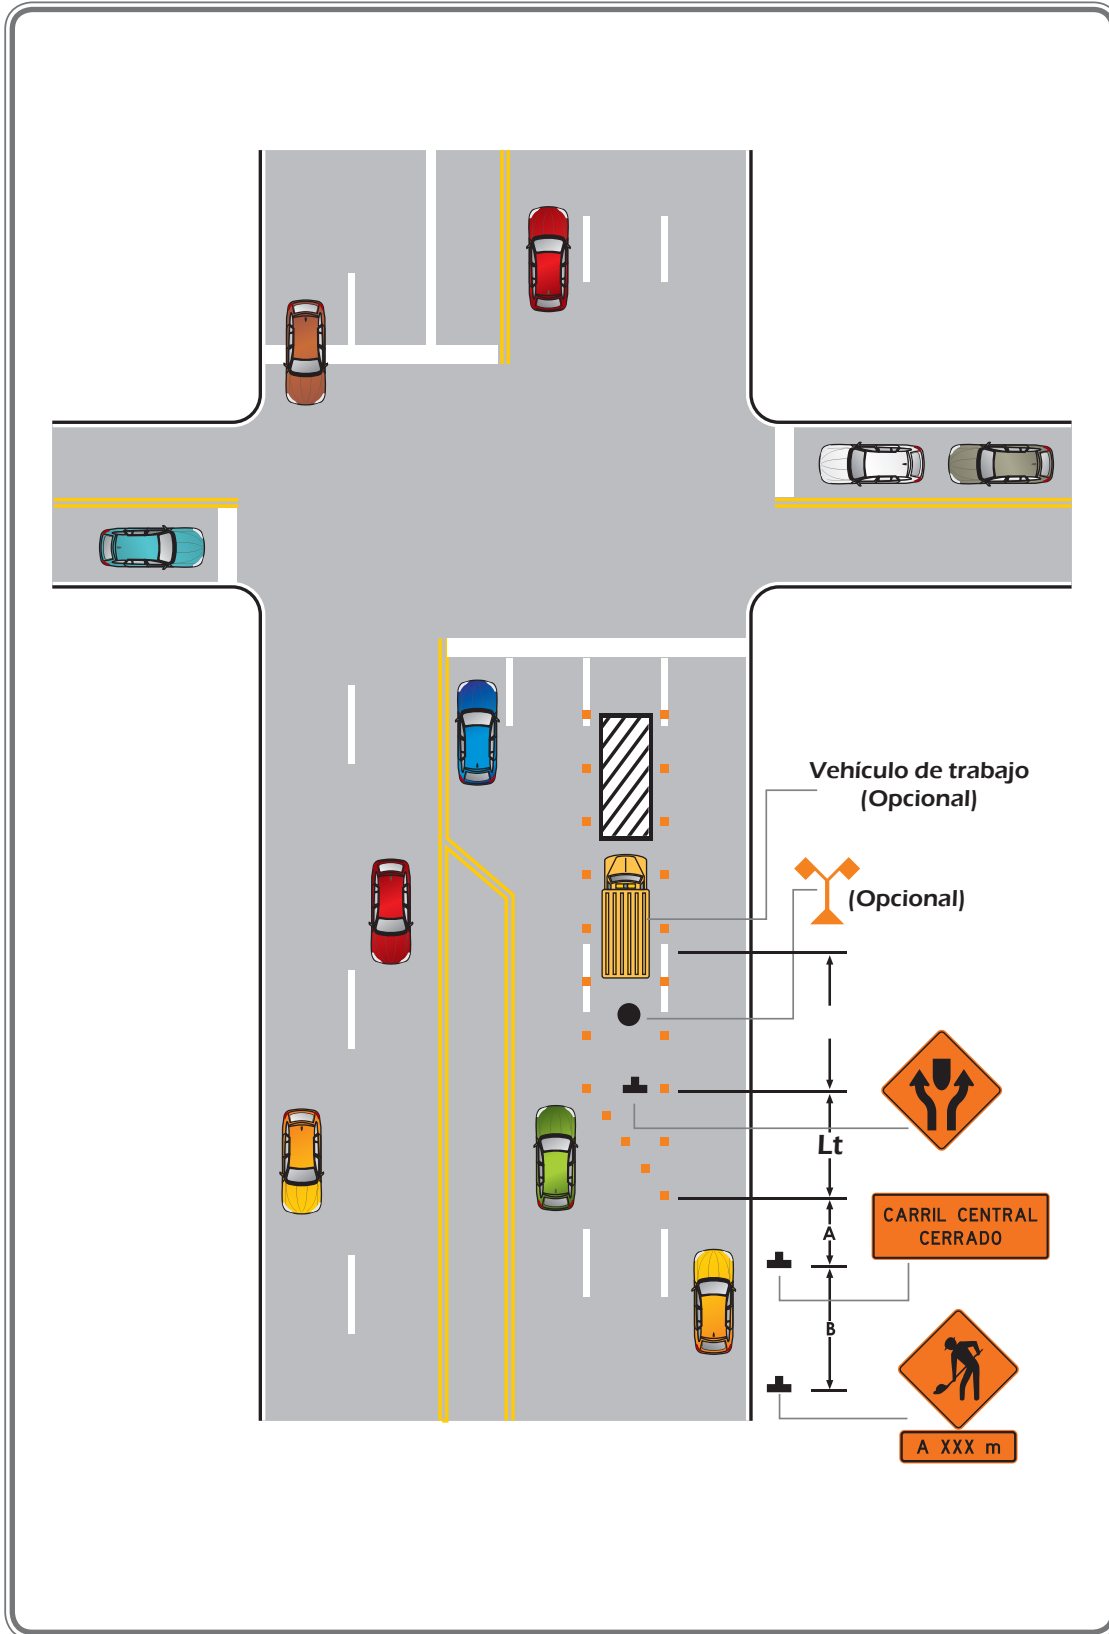 Vehículo de trabajo
(Opcional)
(Opcional)
Lt
CARRIL CENTRAL
CERRADO
A
B
A XXX m